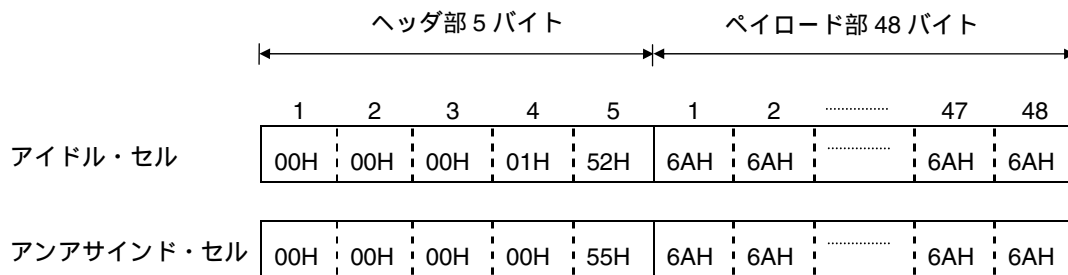 ヘッダ部 5 バイト ペイロード部 48 バイト
1 2 3 4 5 1 2 ............... 47 48
アイドル・セル 00H 00H 00H 01H 52H 6AH 6AH ............... 6AH 6AH
アンアサインド・セル 00H 00H 00H 00H 55H 6AH 6AH ............... 6AH 6AH